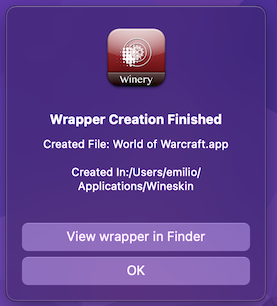 Winery
Wrapper Creation Finished
Created File: World of Warcraft.app
Created In:/Users/emilio/
Applications/Wineskin
View wrapper in Finder
OK